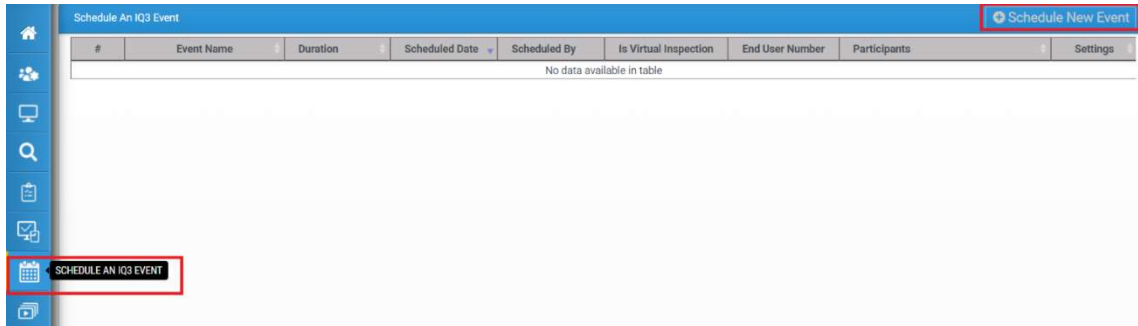 Schedule An IQ3 Event
Schedule New Event
# Event Name Duration Scheduled Date Scheduled By Is Virtual Inspection End User Number Participants Settings
No data available in table
SCHEDULE AN IQ3 EVENT